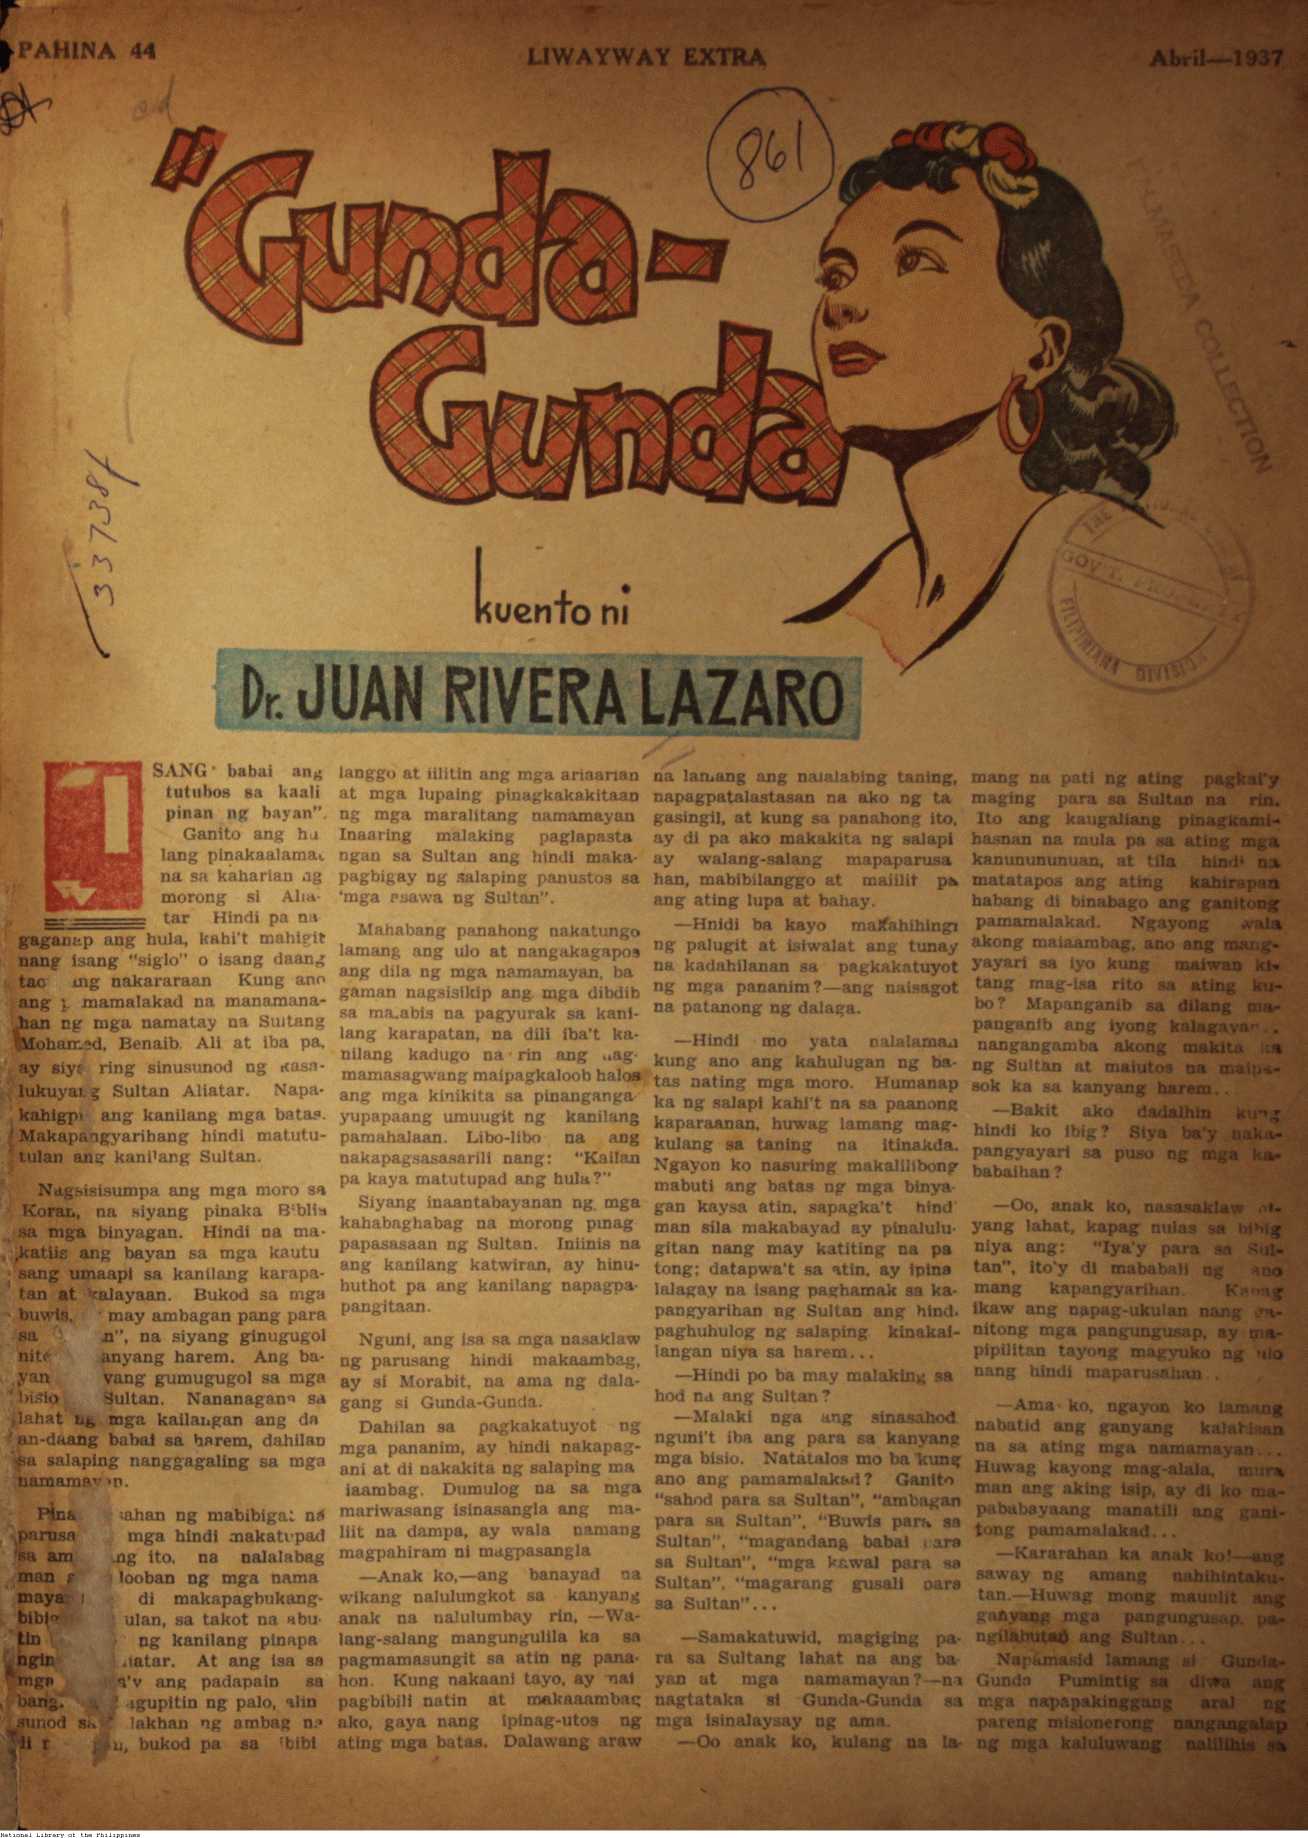 PAHINA 44
LIWAYWAY EXTRA
Abril—1937
861
33738f
FILMASEEA COLLECTION
"Gunda-
Gunda
kuento ni
Dr. JUAN RIVERA LAZARO
GOV'T. PROPERTY
FILIPINIANA DIVISION
ISANG babai ang
tutubos sa kaali
pinan ng bayan".
Ganito ang hu
lang pinakaalama
na sa kaharian ng
morong si Alia-
tar Hindi pa na
gaganap ang hula, kahi't mahigit
nang isang "siglo" o isang daang
tao ang nakararaan Kung ano
ang mamalakad na manamana-
han ng mga namatay na Sultang
Mohamed, Benaib. Ali at iba pa,
ay siya ring sinusunod ng kasa-
lukuyang Sultan Aliatar. Napa-
kahigpi ang kanilang mga batas.
Makapangyarihang hindi matutu-
tulan ang kanilang Sultan.
Nagsisisumpa ang mga moro sa
Koran, na siyang pinaka Biblia
sa mga binyagan. Hindi na ma-
katiis ang bayan sa mga kautu
sang umaapi sa kanilang karapa-
tan at kalayaan. Bukod sa mga
buwis, may ambagan pang para
sa n", na siyang ginugugol
nito anyang harem. Ang ba-
yan yang gumugugol sa mga
bisio Sultan. Nananagana sa
lahat ng mga kailangan ang da
an-daang babai sa harem, dahilan
sa salaping nanggagaling sa mga
namamayan.
Pina ahan ng mabibigat na
parusa mga hindi makatupad
sa am ng ito, na nalalabag
man looban ng mga nama
maya di makapagbukang-
bibig ulan, sa takot na abu-
tin ng kanilang pinapa
ngin iatar. At ang isa sa
mga a'y ang padapain sa
bang agupitin ng palo, alin
sunod sa lakhan ng ambag na
di n, bukod pa sa bibi
langgo at iilitin ang mga ariaarian
at mga lupaing pinagkakakitaan
ng mga maralitang namamayan
Inaaring malaking paglapasta
ngan sa Sultan ang hindi maka-
pagbigay ng salaping panustos sa
"mga asawa ng Sultan".
Mahabang panahong nakatungo
lamang ang ulo at nangakagapos
ang dila ng mga namamayan, ba
gaman nagsisikip ang mga dibdib
sa malabis na pagyurak sa kani-
lang karapatan, na dili iba't ka-
nilang kadugo na rin ang nag-
mamasagwang maipagkaloob halos
ang mga kinikita sa pinanganga
yupapaang umuugit ng kanilang
pamahalaan. Libo-libo na ang
nakapagsasasarili nang: "Kailan
pa kaya matutupad ang hula?"
Siyang inaantabayanan ng mga
kahabaghabag na morong pinag
papasasaan ng Sultan. Iniinis na
ang kanilang katwiran, ay hinu-
huthot pa ang kanilang napagpa-
pangitaan.
Nguni, ang isa sa mga nasaklaw
ng parusang hindi makaambag,
ay si Morabit, na ama ng dala-
gang si Gunda-Gunda.
Dahilan sa pagkakatuyot ng
mga pananim, ay hindi nakapag-
ani at di nakakita ng salaping ma
iaambag. Dumulog na sa mga
mariwasang isinasangla ang ma-
liit na dampa, ay wala namang
magpahiram ni magpasangla
—Anak ko,—ang banayad na
wikang nalulungkot sa kanyang
anak na nalulumbay rin, —Wa-
lang-salang mangungulila ka sa
pagmamasungit sa atin ng pana-
hon. Kung nakaani tayo, ay mai
pagbibili natin at makaaambag
ako, gaya nang ipinag-utos ng
ating mga batas. Dalawang araw
na lamang ang nalalabing taning,
napagpatalastasan na ako ng ta
gasingil, at kung sa panahong ito,
ay di pa ako makakita ng salapi
ay walang-salang mapaparusa
han, mabibilanggo at maiilit pa
ang ating lupa at bahay.
—Hnidi ba kayo makahihingi
ng palugit at isiwalat ang tunay
na kadahilanan sa pagkakatuyot
ng mga pananim?—ang naisagot
na patanong ng dalaga.
—Hindi mo yata nalalaman
kung ano ang kahulugan ng ba-
tas nating mga moro. Humanap
ka ng salapi kahi't na sa paanong
kaparaanan, huwag lamang mag-
kulang sa taning na itinakda.
Ngayon ko nasuring makalilibong
mabuti ang batas ng mga binya-
gan kaysa atin, sapagka't hind'
man sila makabayad ay pinalulu-
gitan nang may katiting na pa
tong; datapwa't sa atin, ay ipina
lalagay na isang paghamak sa ka-
pangyarihan ng Sultan ang hindi
paghuhulog ng salaping kinakai-
langan niya sa harem...
—Hindi po ba may malaking sa
hod na ang Sultan?
—Malaki nga ang sinasahod
nguni't iba ang para sa kanyang
mga bisio. Natatalos mo ba kung
ano ang pamamalakad? Ganito
"sahod para sa Sultan", "ambagan
para sa Sultan", "Buwis para sa
Sultan", "magandang babai para
sa Sultan", "mga kawal para sa
Sultan", "magarang gusali para
sa Sultan"...
—Samakatuwid, magiging pa-
ra sa Sultang lahat na ang ba-
yan at mga namamayan?—na
nagtataka si Gunda-Gunda sa
mga isinalaysay ng ama.
—Oo anak ko, kulang na la-
mang na pati ng ating pagkai'y
maging para sa Sultan na rin.
Ito ang kaugaliang pinagkami-
hasnan na mula pa sa ating mga
kanunununuan, at tila hindi na
matatapos ang ating kahirapan
habang di binabago ang ganitong
pamamalakad. Ngayong wala
akong maiaambag, ano ang mang-
yayari sa iyo kung maiwan ki-
tang mag-isa rito sa ating ku-
bo? Mapanganib sa dilang ma-
panganib ang iyong kalagayan...
nangangamba akong makita ka
ng Sultan at maiutos na maipa-
sok ka sa kanyang harem..
—Bakit ako dadalhin kung
hindi ko ibig? Siya ba'y naka-
pangyayari sa puso ng mga ka-
babaihan?
—Oo, anak ko, nasasaklaw ni-
yang lahat, kapag nulas sa bibig
niya ang: "Iya'y para sa Sul-
tan", ito'y di mababali ng ano
mang kapangyarihan. Kapag
ikaw ang napag-ukulan nang ga-
nitong mga pangungusap, ay ma-
pipilitan tayong magyuko ng ulo
nang hindi maparusahan..
—Ama ko, ngayon ko lamang
nabatid ang ganyang kalabisan
na sa ating mga namamayan...
Huwag kayong mag-alala, mura
man ang aking isip, ay di ko ma-
pababayaang manatili ang gani-
tong pamamalakad...
—Kararahan ka anak ko!—ang
saway ng amang nahihintaku-
tan.—Huwag mong mauulit ang
ganyang mga pangungusap, pa-
ngilabutan ang Sultan...
Napamasid lamang si Gunda-
Gunda Pumintig sa diwa ang
mga napapakinggang aral ng
pareng misionerong nangangalap
ng mga kaluluwang nalilihis sa
National Library of the Philippines